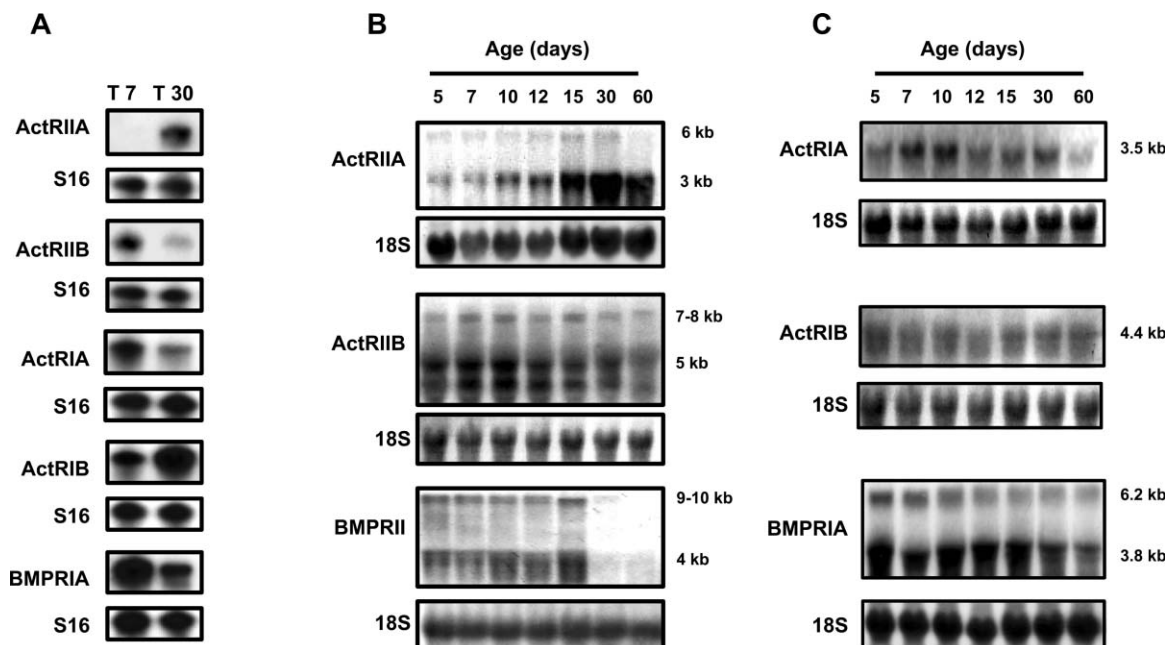 A
T 7 T 30
ActRIIA
S16
ActRIIB
S16
ActRIA
S16
ActRIB
S16
BMPRIA
S16
B
Age (days)
5 7 10 12 15 30 60
ActRIIA
6 kb
3 kb
18S
ActRIIB
7-8 kb
5 kb
18S
BMPRII
9-10 kb
4 kb
18S
C
Age (days)
5 7 10 12 15 30 60
ActRIA
3.5 kb
18S
ActRIB
4.4 kb
18S
BMPRIA
6.2 kb
3.8 kb
18S